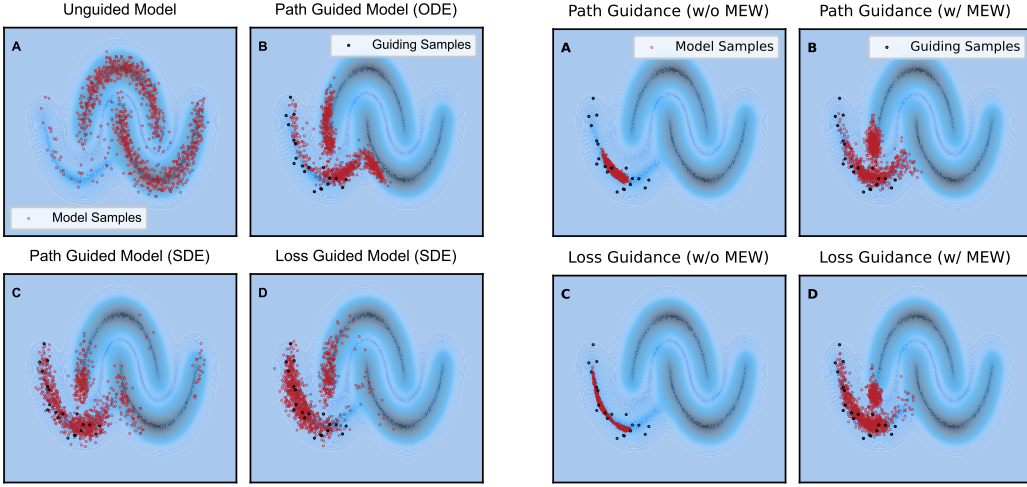 Unguided Model
Path Guided Model (ODE)
Path Guidance (w/o MEW)
Path Guidance (w/ MEW)
A
B
Guiding Samples
A
Model Samples
B
Guiding Samples
Model Samples
Path Guided Model (SDE)
Loss Guided Model (SDE)
Loss Guidance (w/o MEW)
Loss Guidance (w/ MEW)
C
D
C
D